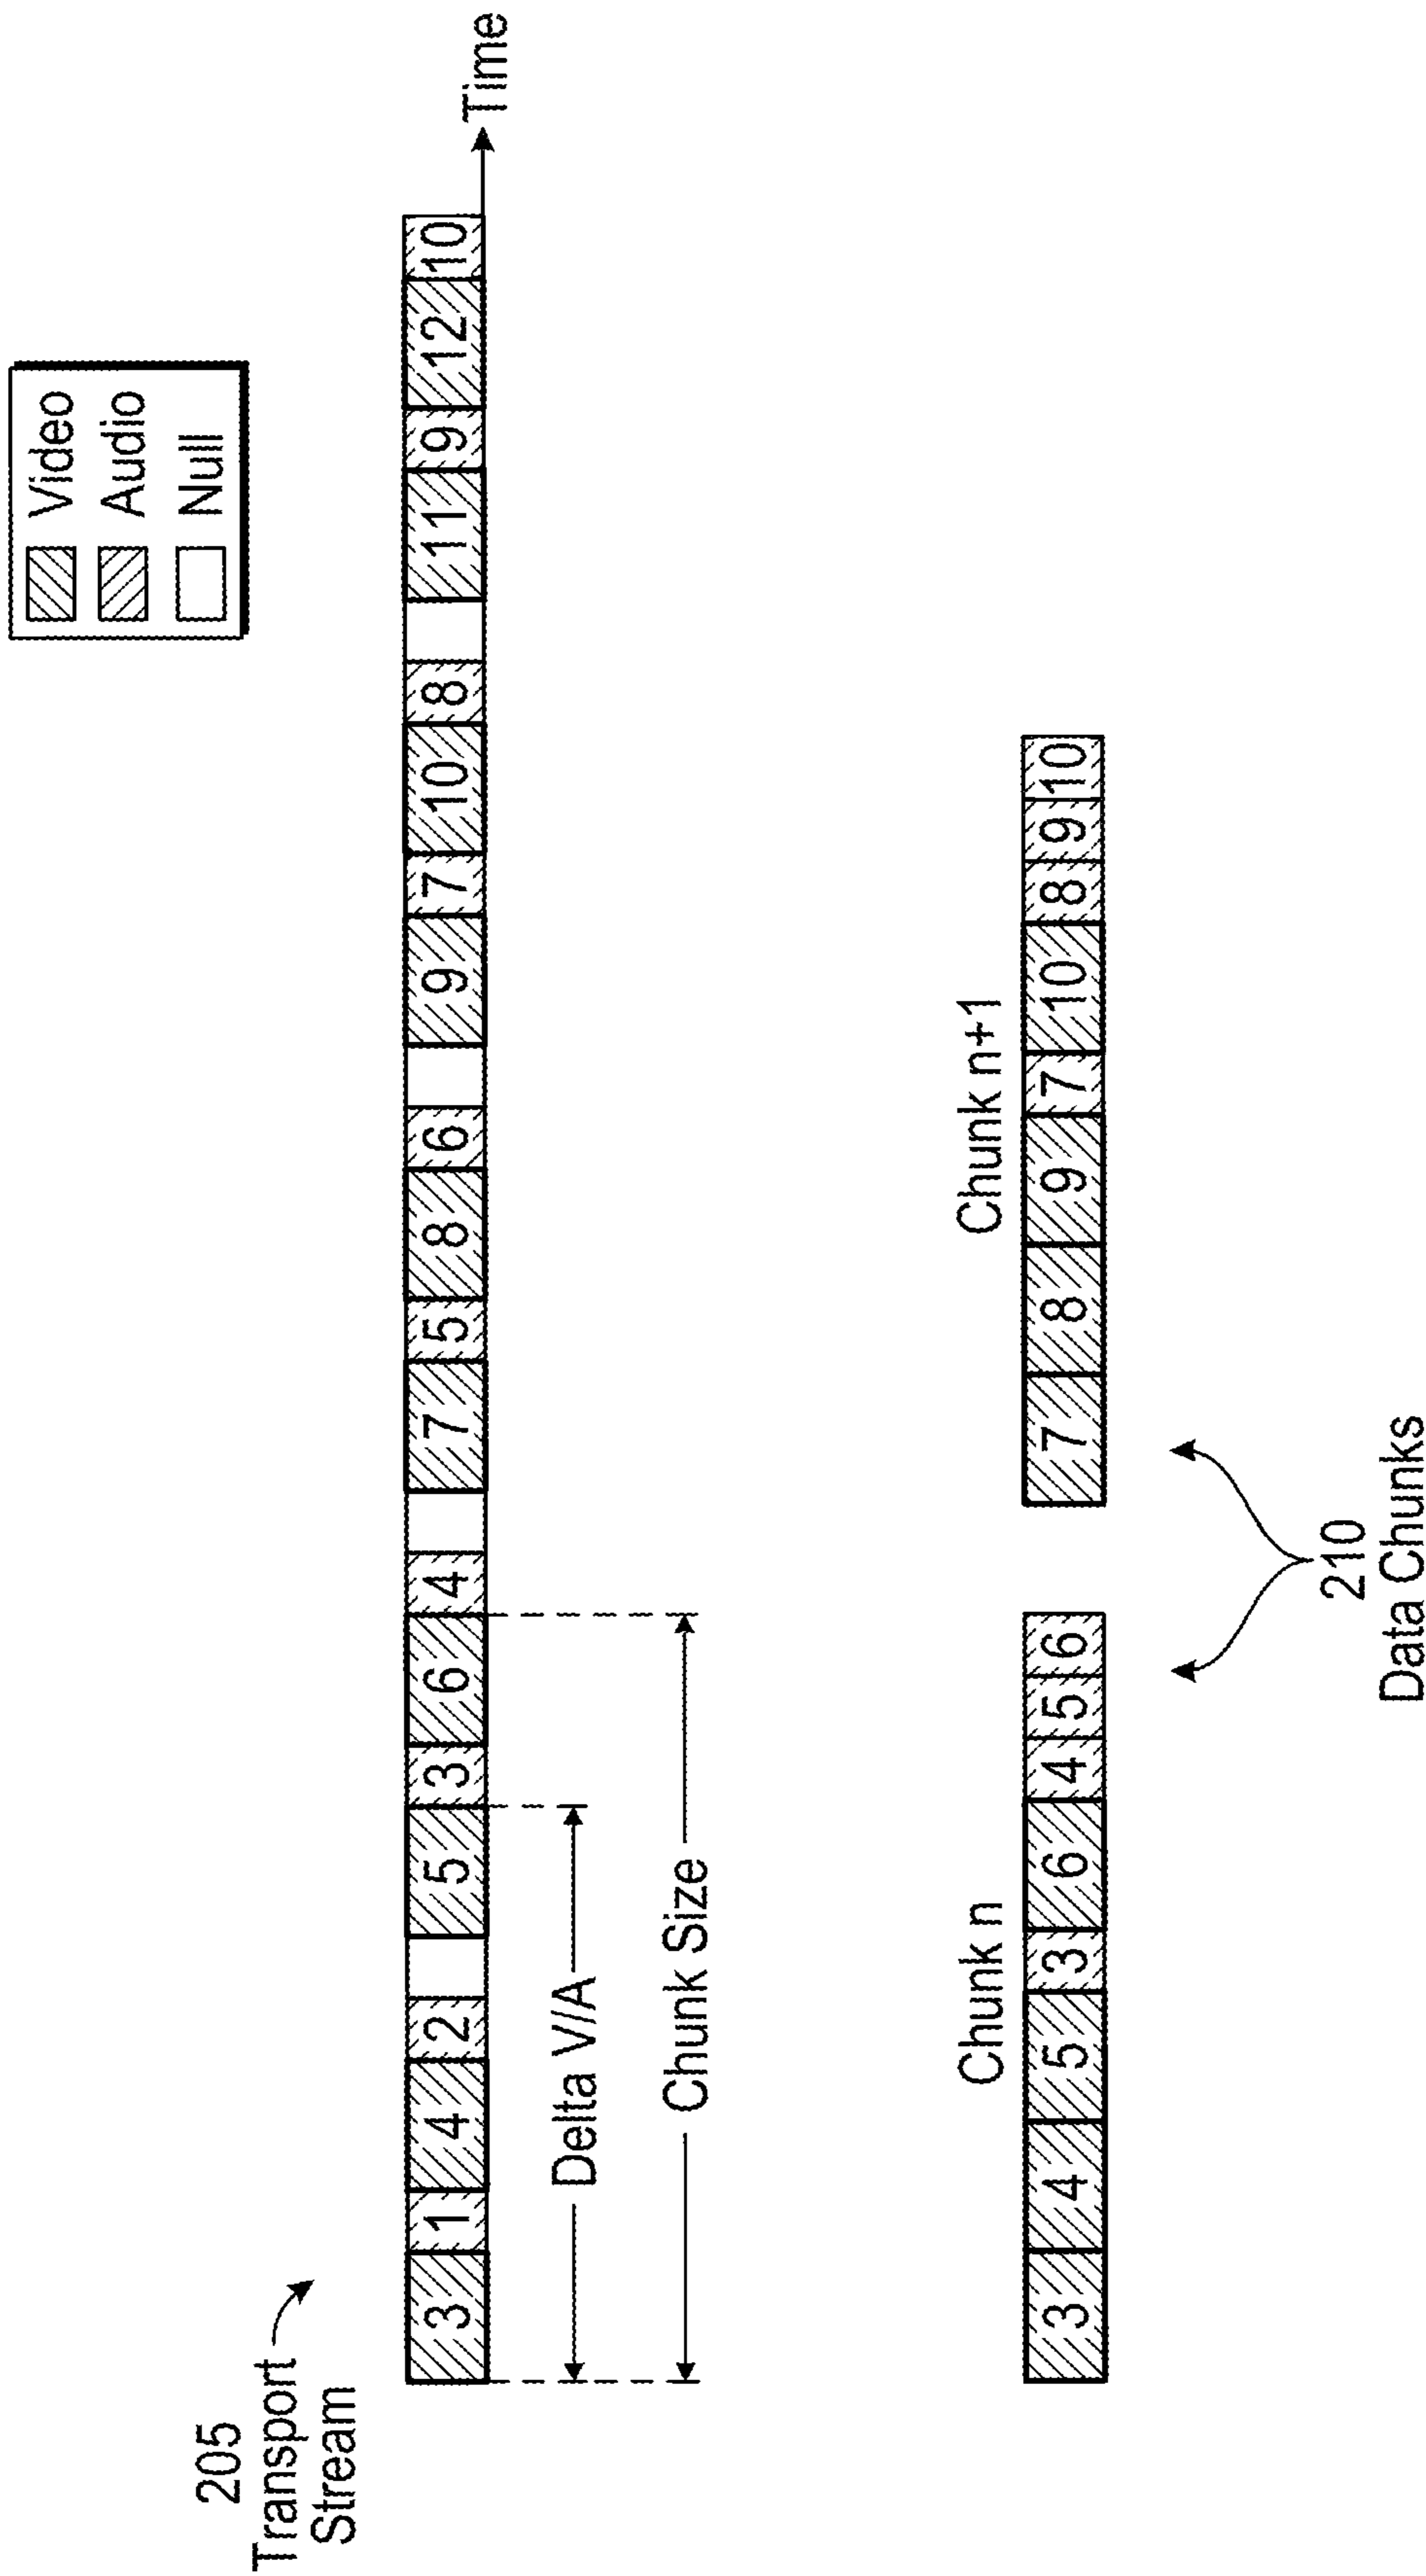 Video
Audio
Null
205
Transport
Stream
3 1 4 2 5 3 6 4 7 5 8 6 9 7 10 8 11 9 12 10
Time
Delta V/A
Chunk Size
Chunk n
3 4 5 3 6 4 5 6
Chunk n+1
7 8 9 7 10 8 9 10
210
Data Chunks